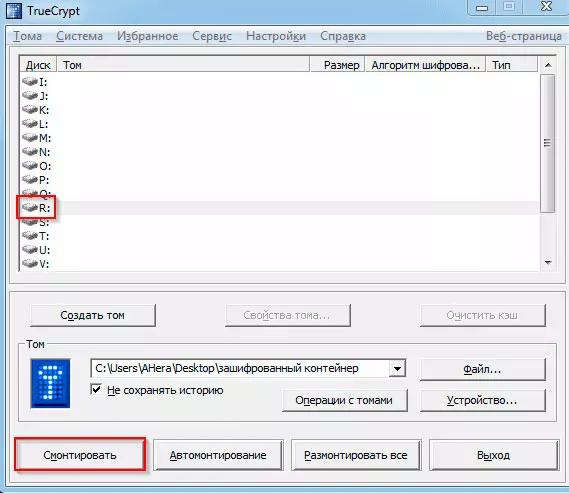 TrueCrypt
Тома Система Избранное Сервис Настройки Справка Веб-страница
Диск Том Размер Алгоритм шифрова... Тип
I:
J:
K:
L:
M:
N:
O:
P:
Q:
R:
S:
T:
U:
V:
Создать том Свойства тома... Очистить кэш
Том
C:\Users\AHera\Desktop\зашифрованный контейнер Файл...
Не сохранять историю Операции с томами Устройство...
Смонтировать Автомонтирование Размонтировать все Выход